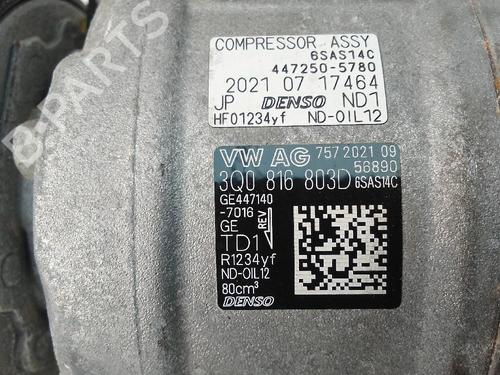 COMPRESSOR ASSY
6SAS14C
447250-5780
2021 07 17464
JP DENSO ND1
HF01234yf ND-OIL12
VW AG 757 2021 09
56890
3Q0 816 803D 6SAS14C
GE447140
-7016
GE
REV
TD1
R1234yf
ND-OIL12
80cm³
DENSO
B-PARTS